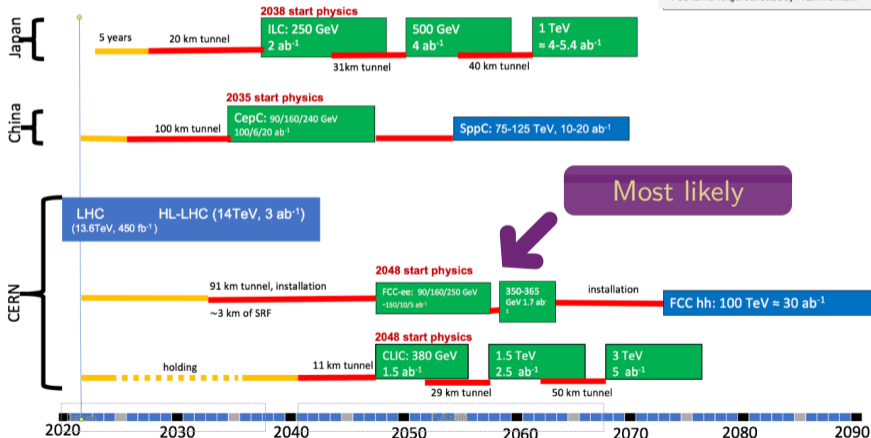 2038 start physics
Japan
5 years
20 km tunnel
ILC: 250 GeV
2 ab-1
500 GeV
4 ab-1
1 TeV
≈ 4-5.4 ab-1
31km tunnel
40 km tunnel
2035 start physics
China
100 km tunnel
CepC: 90/160/240 GeV
100/6/20 ab-1
SppC: 75-125 TeV, 10-20 ab-1
Most likely
CERN
LHC
HL-LHC (14TeV, 3 ab-1)
(13.6TeV, 450 fb-1)
2048 start physics
91 km tunnel, installation
~3 km of SRF
FCC-ee: 90/160/250 GeV
~150/10/5 ab-1
350-365
GeV 1.7 ab-
1
installation
FCC hh: 100 TeV ≈ 30 ab-1
2048 start physics
holding
11 km tunnel
CLIC: 380 GeV
1.5 ab-1
1.5 TeV
2.5 ab-1
3 TeV
5 ab-1
29 km tunnel
50 km tunnel
2020
2030
2040
2050
2060
2070
2080
2090